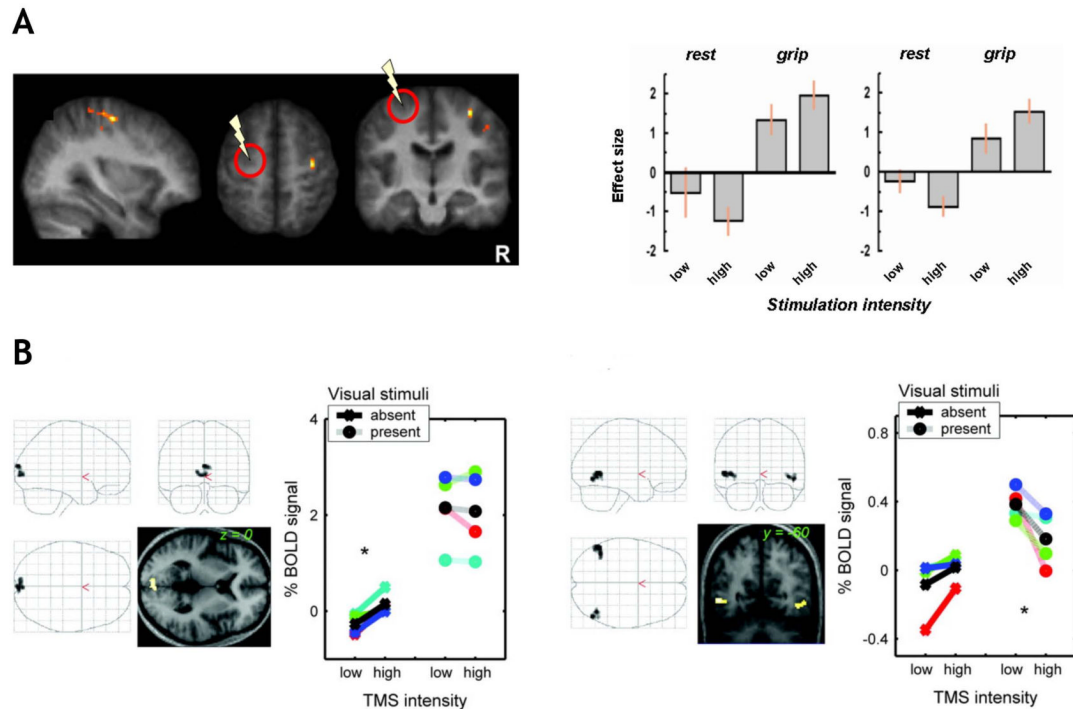 A
R
rest grip rest grip
Effect size
2
1
0
-1
-2
2
1
0
-1
-2
low high low high low high low high
Stimulation intensity
B
z = 0
Visual stimuli
absent
present
% BOLD signal
4
2
0
*
low high low high
TMS intensity
y = -60
Visual stimuli
absent
present
% BOLD signal
0.8
0.4
0
-0.4
*
low high low high
TMS intensity